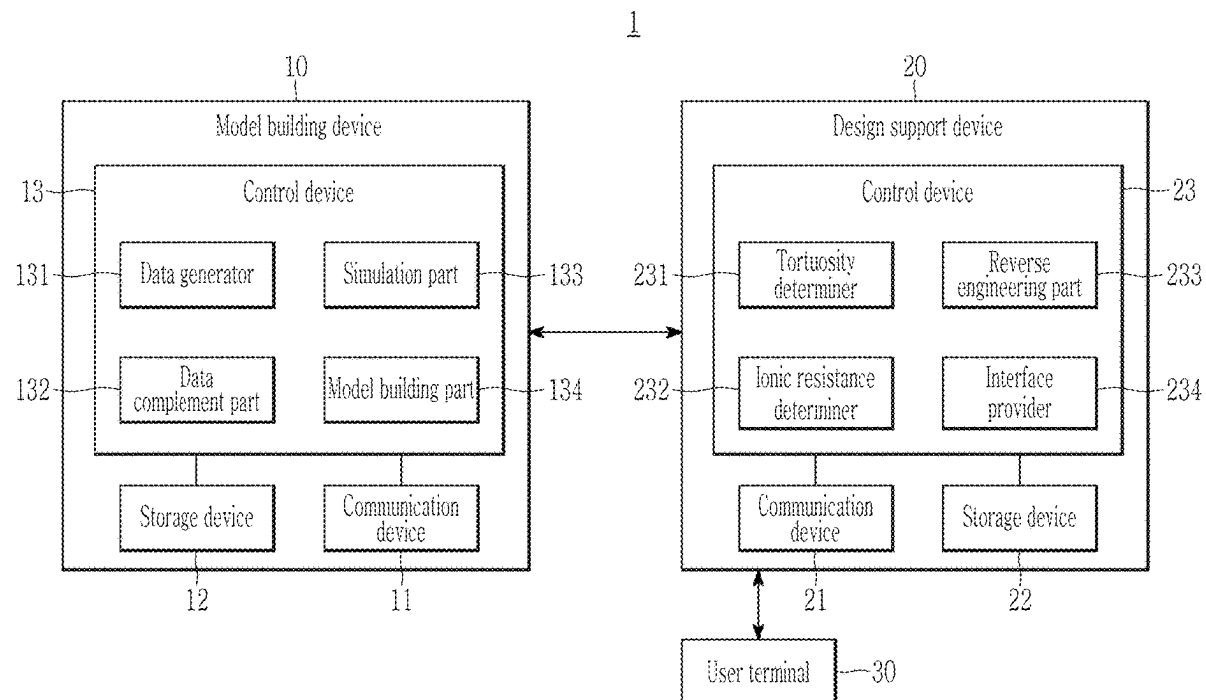 1
10
20
Model building device
Design support device
13
Control device
Control device
23
131
Data generator
Simulation part
133
231
Tortuosity
determiner
Reverse
engineering part
233
132
Data
complement part
Model building part
134
232
Ionic resistance
determiner
Interface
provider
234
Storage device
Communication
device
Communication
device
Storage device
12
11
21
22
User terminal
30